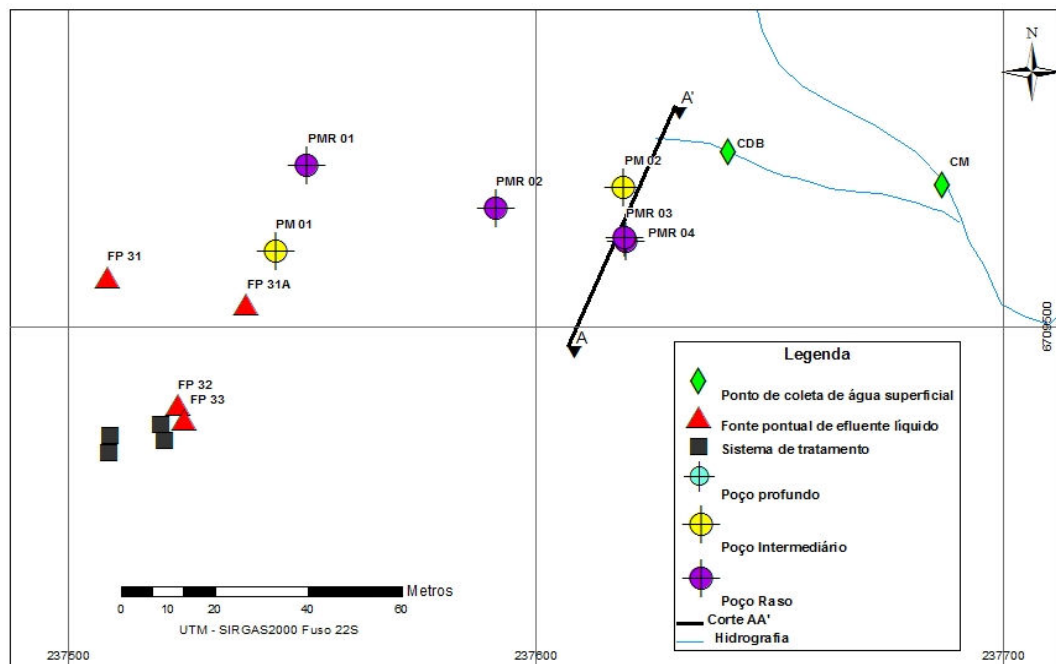 N
A'
PMR 01
CDB
CM
PM 02
PMR 02
PMR 03
PMR 04
PM 01
FP 31
FP 31A
6709500
A
Legenda
Ponto de coleta de água superficial
Fonte pontual de efluente líquido
Sistema de tratamento
Poço profundo
Poço Intermediário
Poço Raso
Corte AA'
Hidrografia
FP 32
FP 33
Metros
0 10 20 40 60
UTM - SIRGAS2000 Fuso 22S
237500 237600 237700